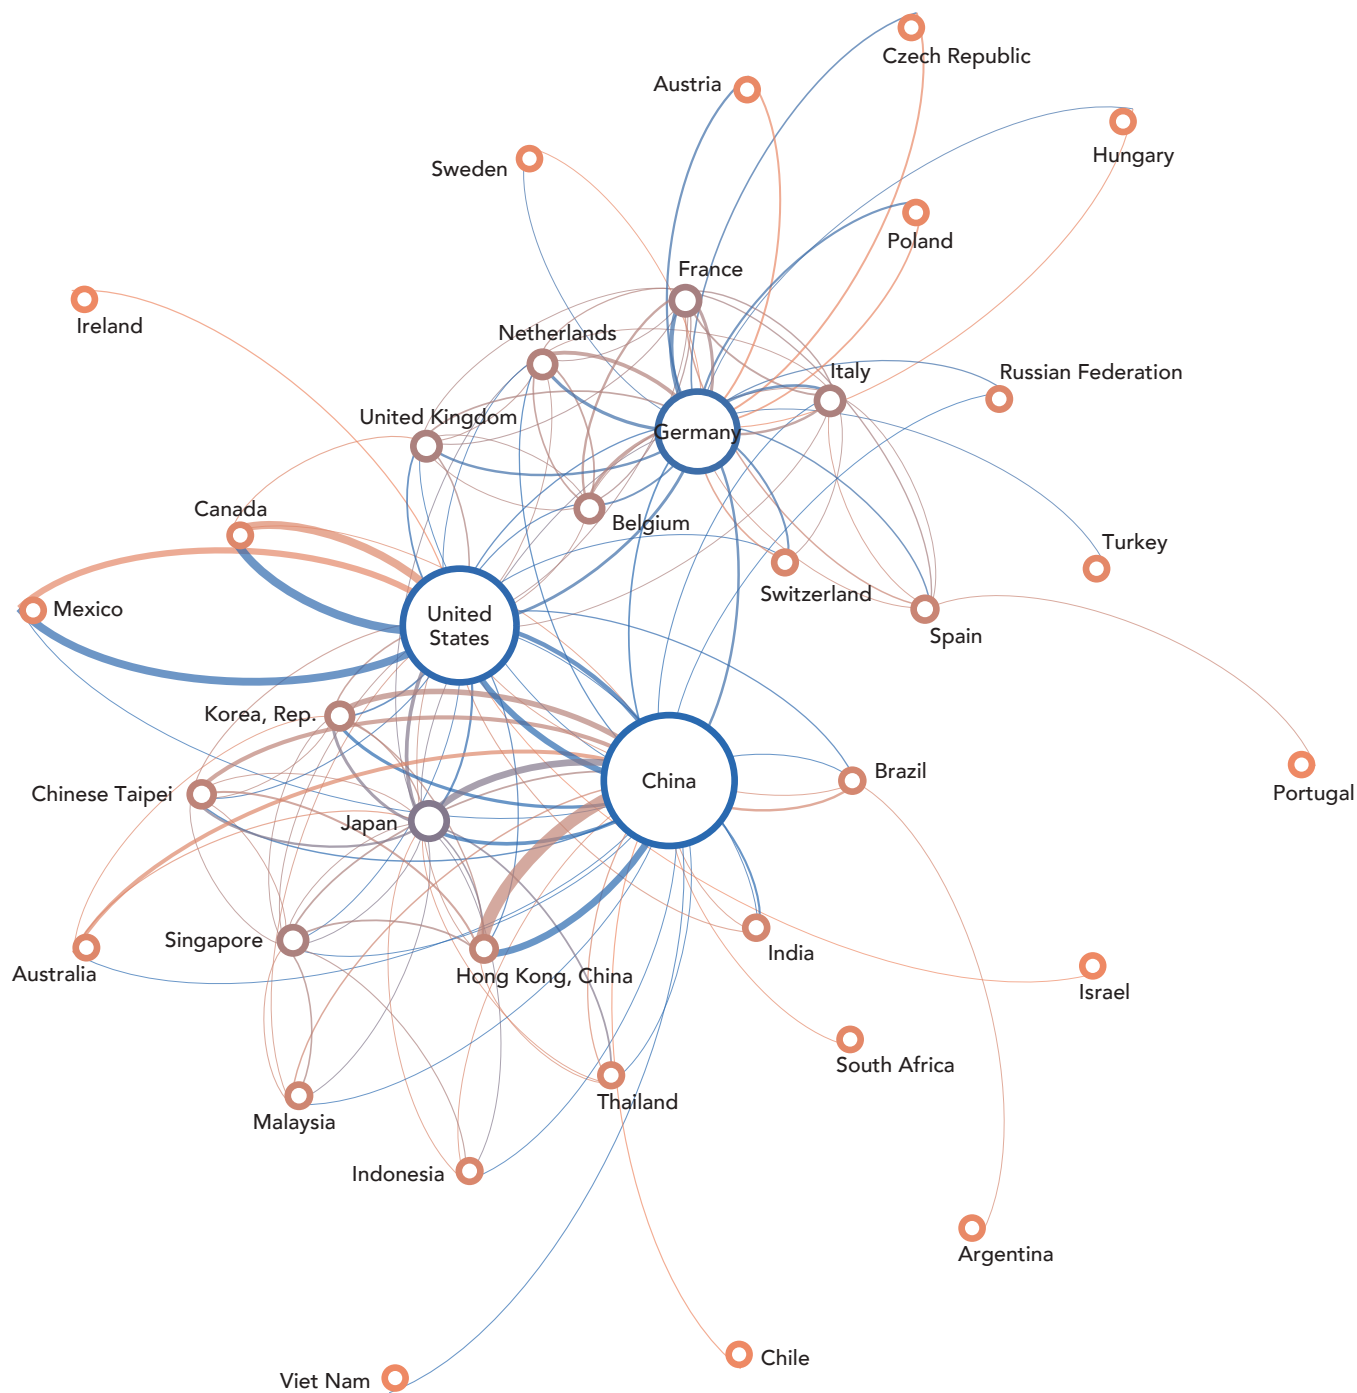 Czech Republic
Austria
Hungary
Sweden
Poland
France
Ireland
Netherlands
Italy
Russian Federation
United Kingdom
Germany
Canada
Belgium
Turkey
Switzerland
Mexico
United
States
Spain
Korea, Rep.
China
Brazil
Chinese Taipei
Portugal
Japan
Singapore
Hong Kong, China
India
Australia
Israel
South Africa
Thailand
Malaysia
Indonesia
Argentina
Chile
Viet Nam